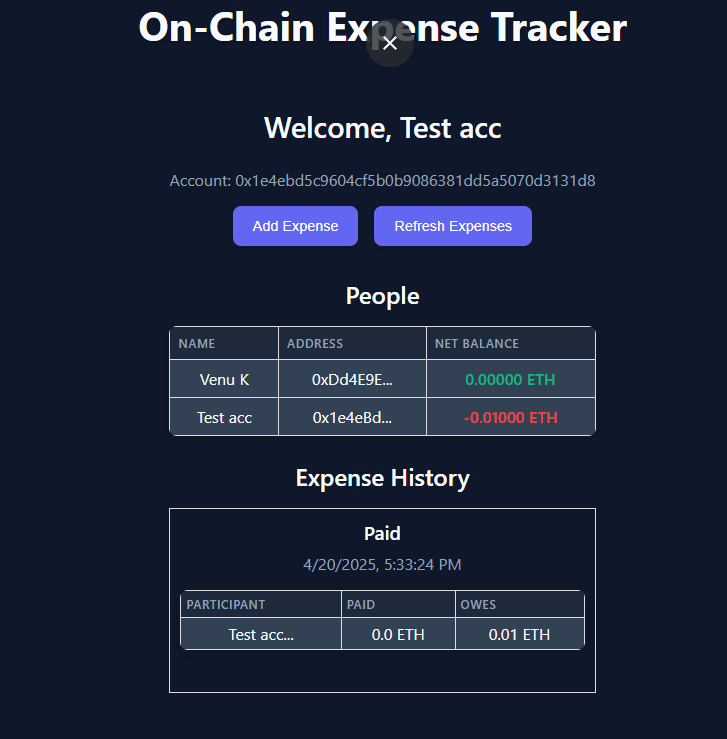 On-Chain Expense Tracker
Welcome, Test acc
Account: 0x1e4ebd5c9604cf5b0b9086381dd5a5070d3131d8
Add Expense Refresh Expenses
People
NAME ADDRESS NET BALANCE
Venu K 0xDd4E9E... 0.00000 ETH
Test acc 0x1e4eBd... -0.01000 ETH
Expense History
Paid
4/20/2025, 5:33:24 PM
PARTICIPANT PAID OWES
Test acc... 0.0 ETH 0.01 ETH